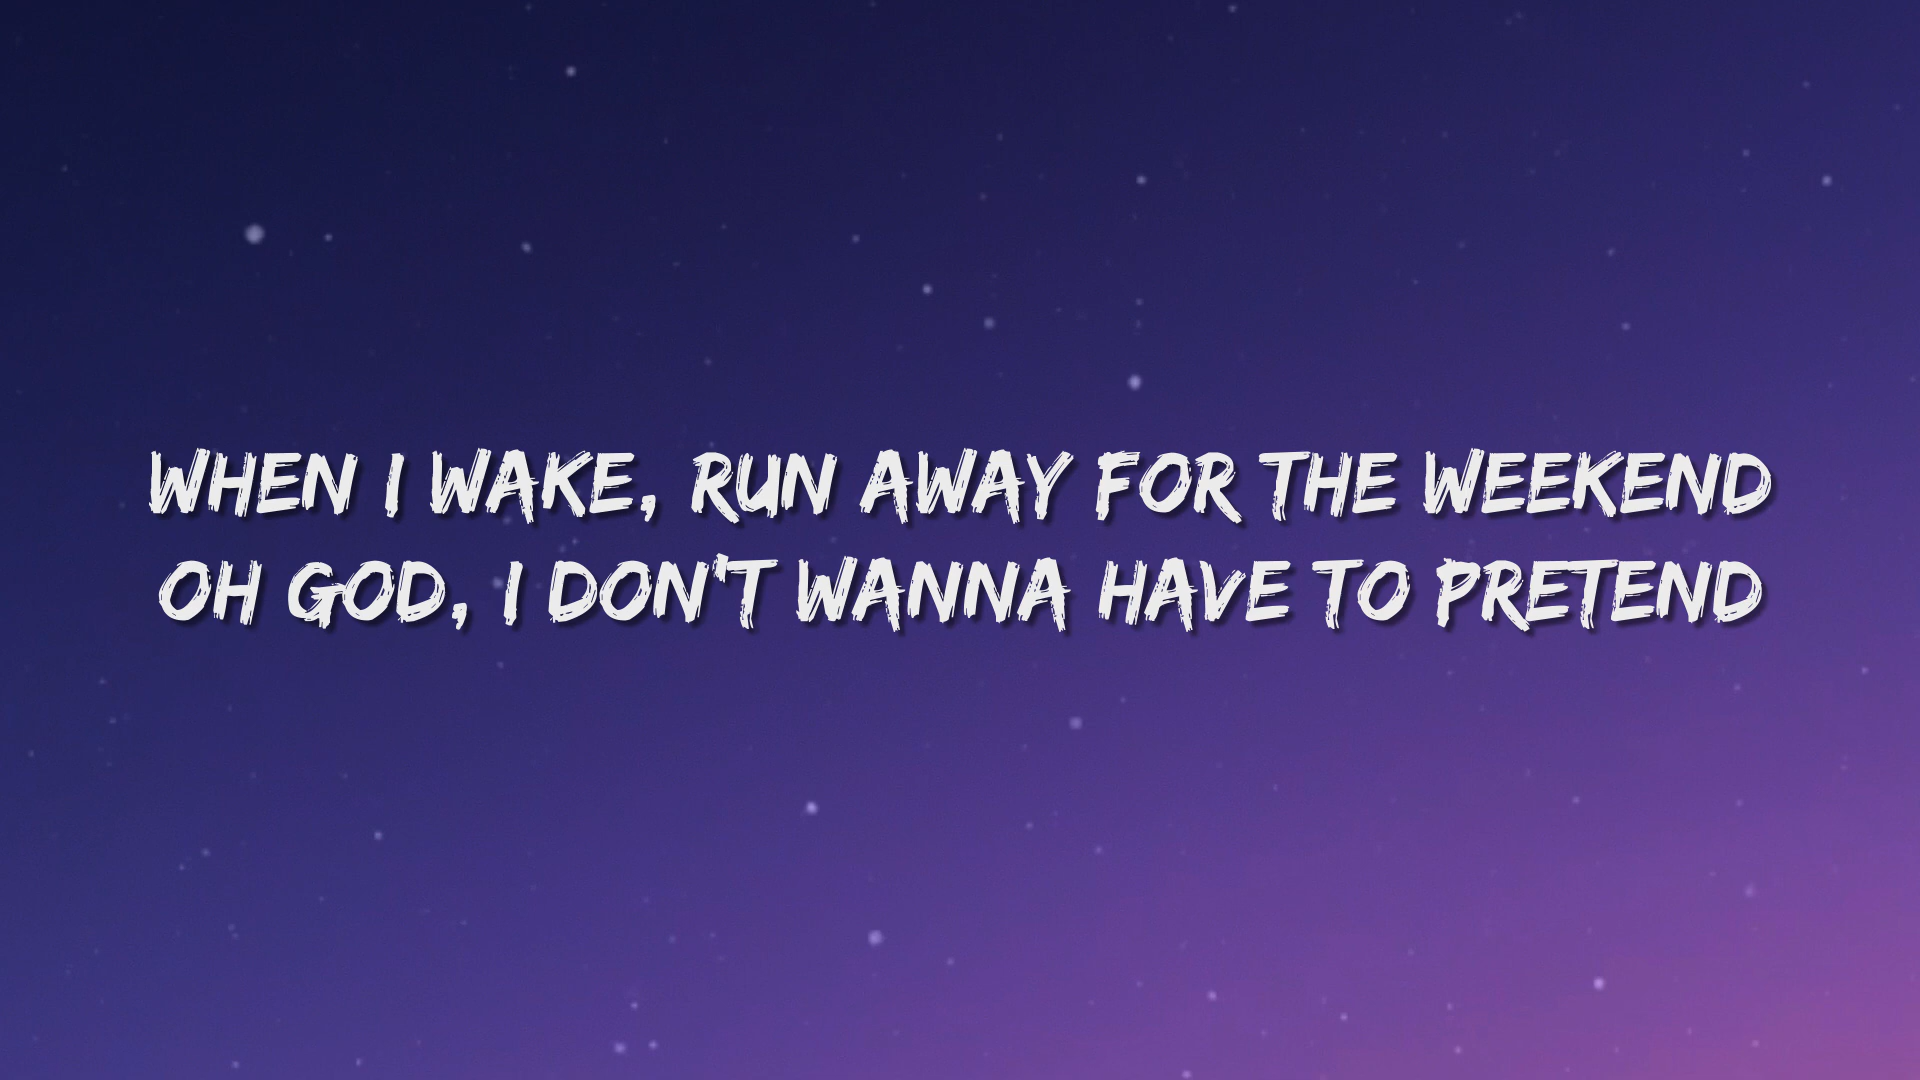 WHEN I WAKE, RUN AWAY FOR THE WEEKEND
OH GOD, I DON'T WANNA HAVE TO PRETEND